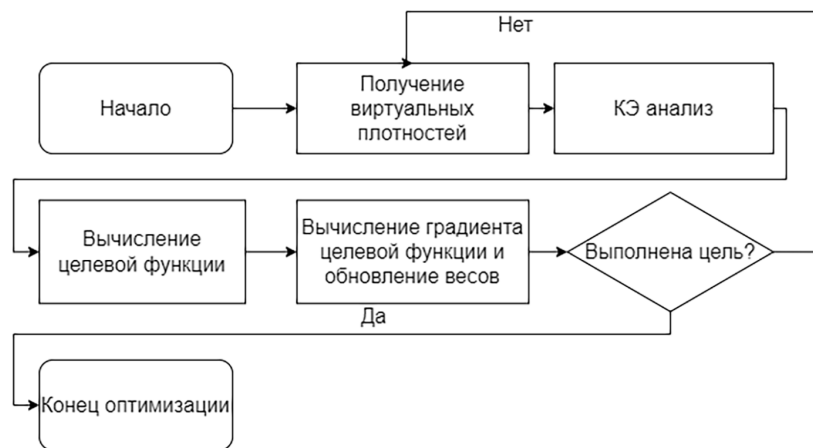 Нет
Начало
Получение
виртуальных
плотностей
КЭ анализ
Вычисление
целевой функции
Вычисление градиента
целевой функции и
обновление весов
Выполнена цель?
Да
Конец оптимизации